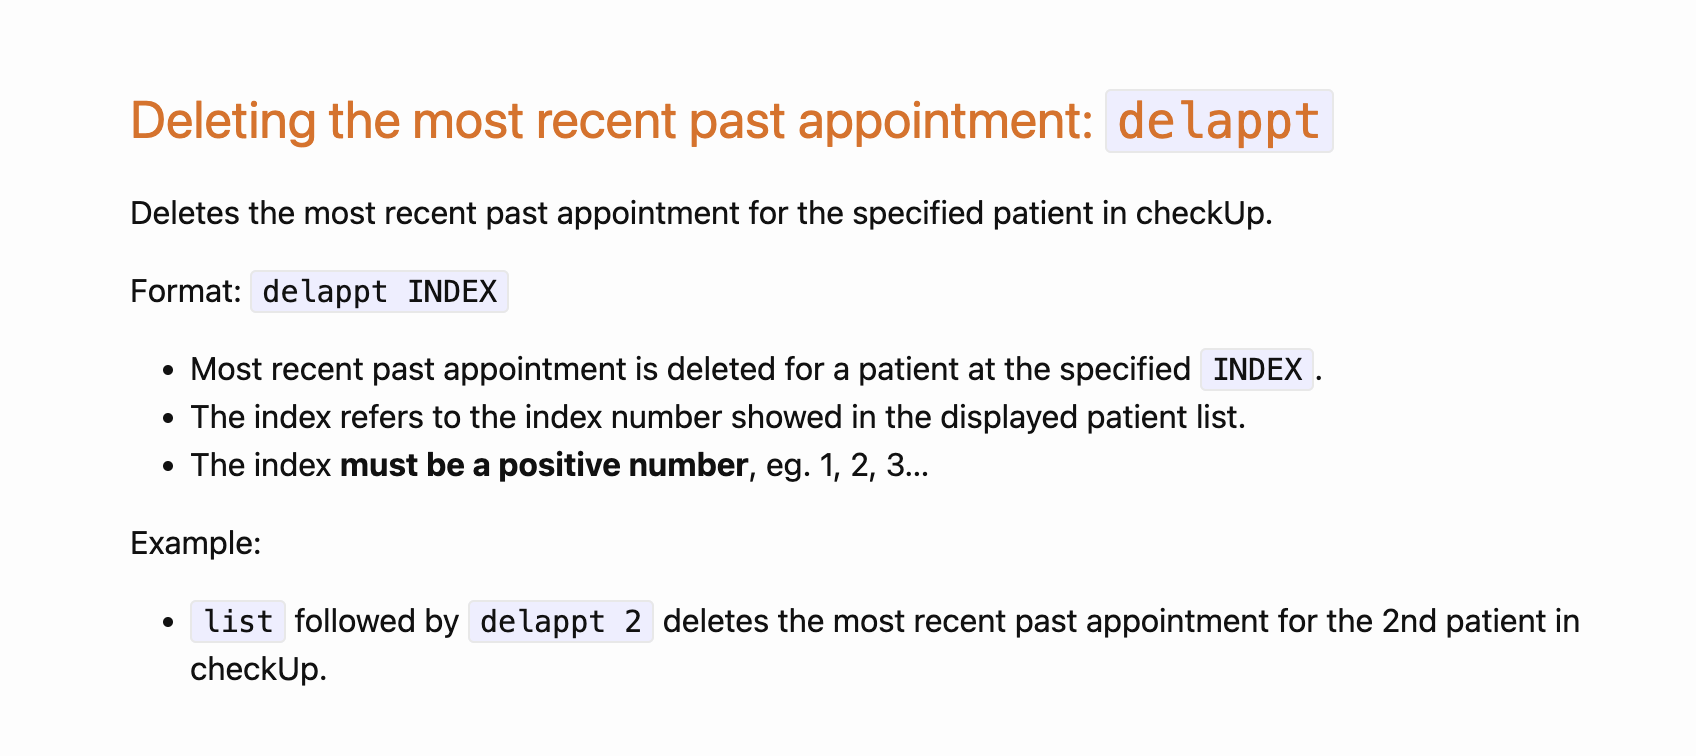 Deleting the most recent past appointment: delappt
Deletes the most recent past appointment for the specified patient in checkUp.
Format: delappt INDEX
• Most recent past appointment is deleted for a patient at the specified INDEX.
• The index refers to the index number showed in the displayed patient list.
• The index must be a positive number, eg. 1, 2, 3...
Example:
• list followed by delappt 2 deletes the most recent past appointment for the 2nd patient in
checkUp.